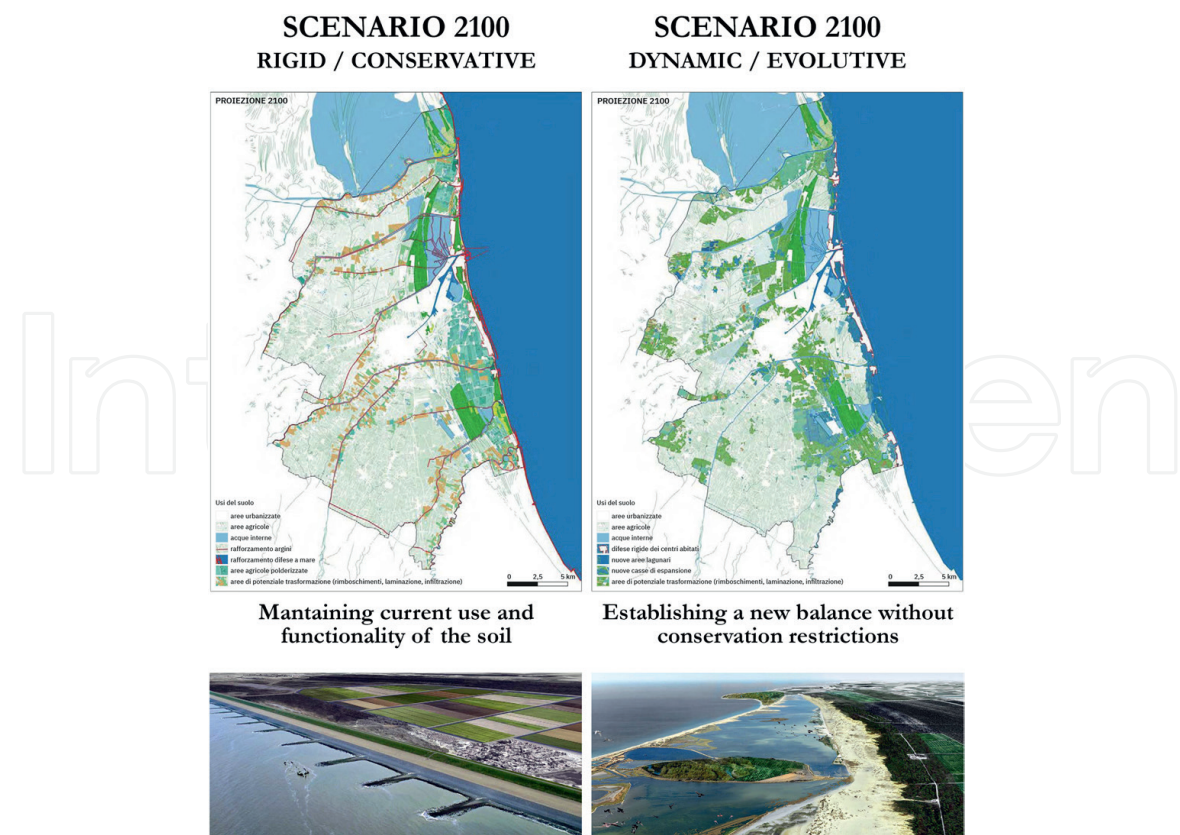 SCENARIO 2100
RIGID / CONSERVATIVE
PROIEZIONE 2100
Usi del suolo
aree urbanizzate
aree agricole
acque interne
rafforzamento argini
rafforzamento difese a mare
aree agricole polderizzate
aree di potenziale trasformazione (rimboschimenti, laminazione, infiltrazione)
0 2,5 5 km
Mantaining current use and
functionality of the soil
SCENARIO 2100
DYNAMIC / EVOLUTIVE
PROIEZIONE 2100
Usi del suolo
aree urbanizzate
aree agricole
acque interne
difese rigide dei centri abitati
nuove aree lagunari
nuove casse di espansione
aree di potenziale trasformazione (rimboschimenti, laminazione, infiltrazione)
0 2,5 5 km
Establishing a new balance without
conservation restrictions